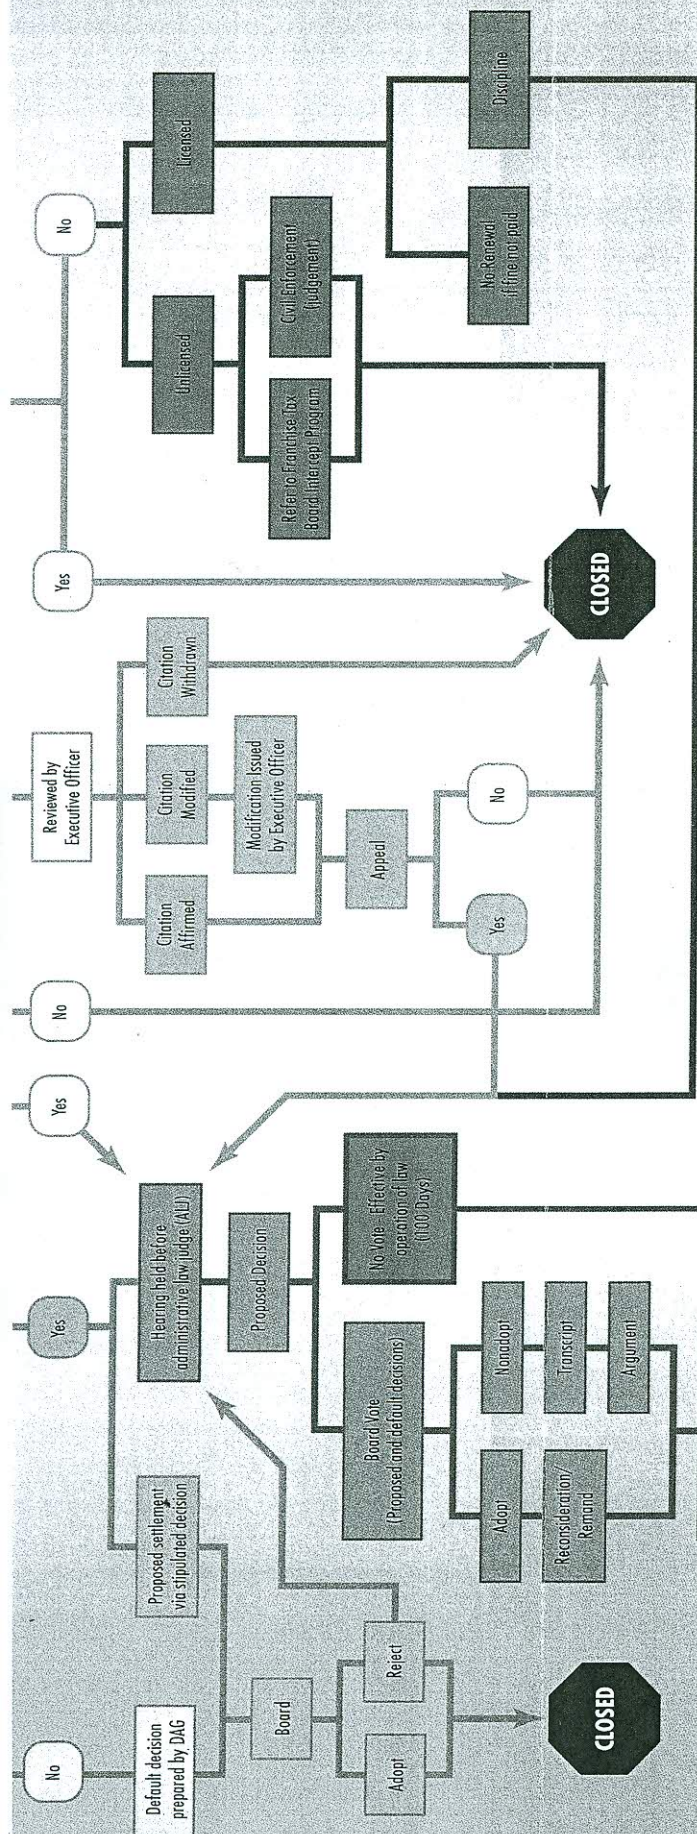 No
Default decision
prepared by DAG
Yes
Proposed settlement
via stipulated decision
Board
Adopt
Reject
CLOSED
Hearing held before
administrative law judge (ALJ)
Proposed Decision
Board Vote
(Proposed and default decisions)
No Vote - Effective by
operation of law
(1100 Days)
Adopt
Reconsideration/
Remand
Nonadopt
Transcript
Argument
Yes
No
Reviewed by
Executive Officer
Citation
Affirmed
Citation
Modified
Citation
Withdrawn
Modification Issued
by Executive Officer
Appeal
Yes
No
CLOSED
Yes
No
Unlicensed
Licensed
Refer to Franchise Tax
Board Intercept Program
Civil Enforcement
(judgement)
No Renewal
if fine not paid
Discipline